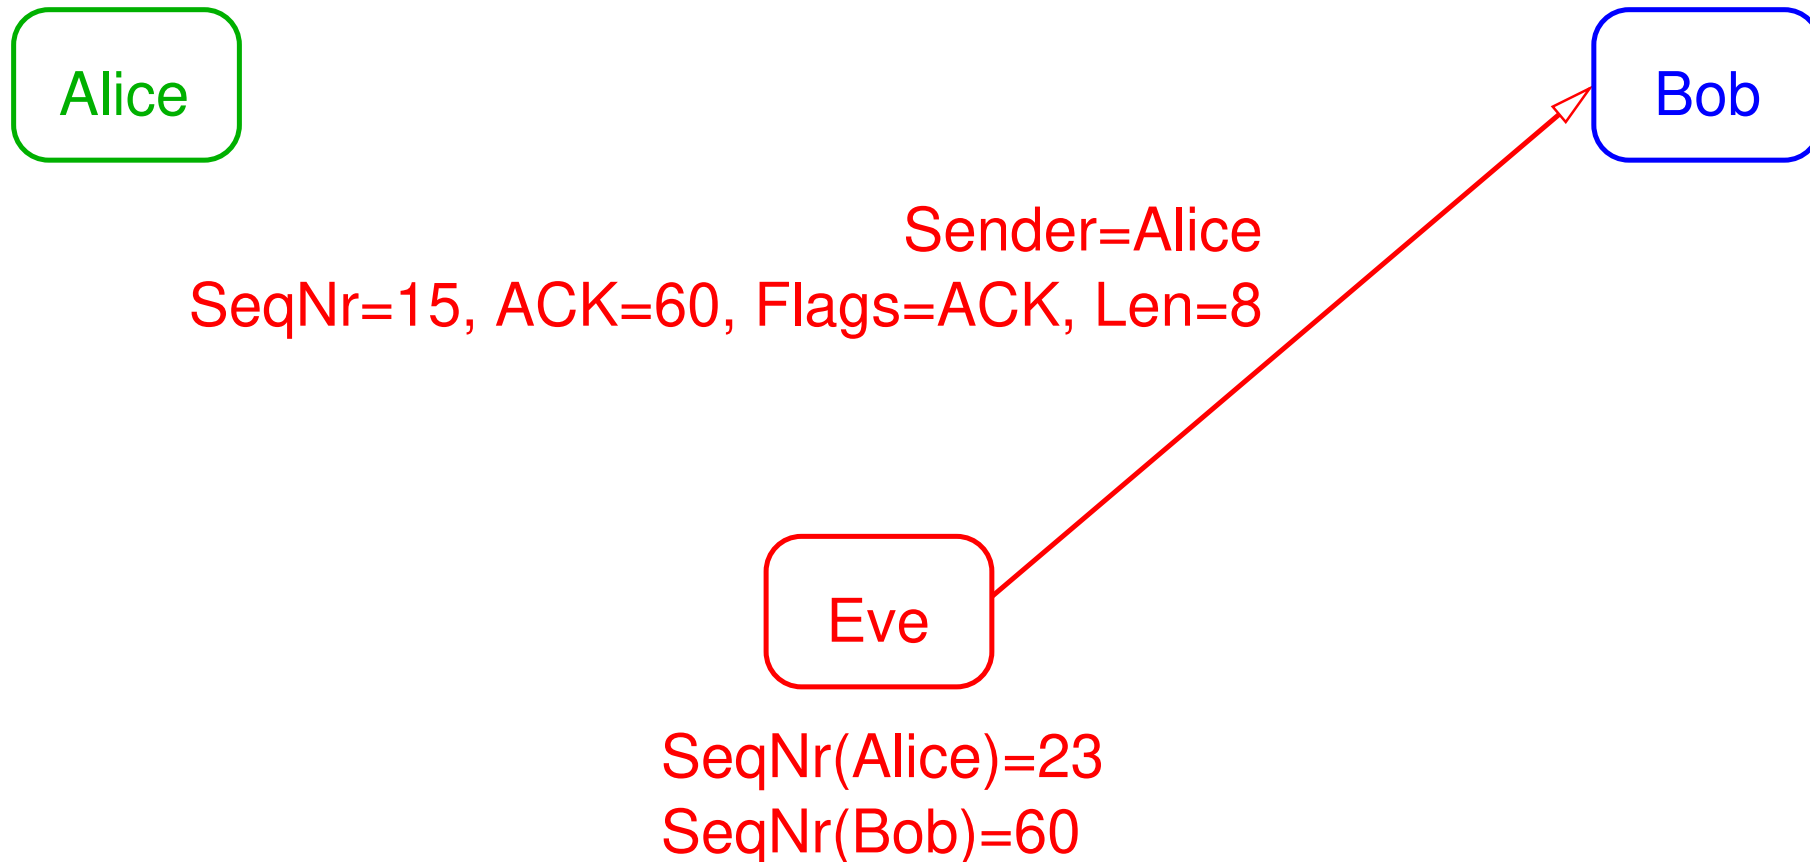 Alice
Bob
Sender=Alice
SeqNr=15, ACK=60, Flags=ACK, Len=8
Eve
SeqNr(Alice)=23
SeqNr(Bob)=60